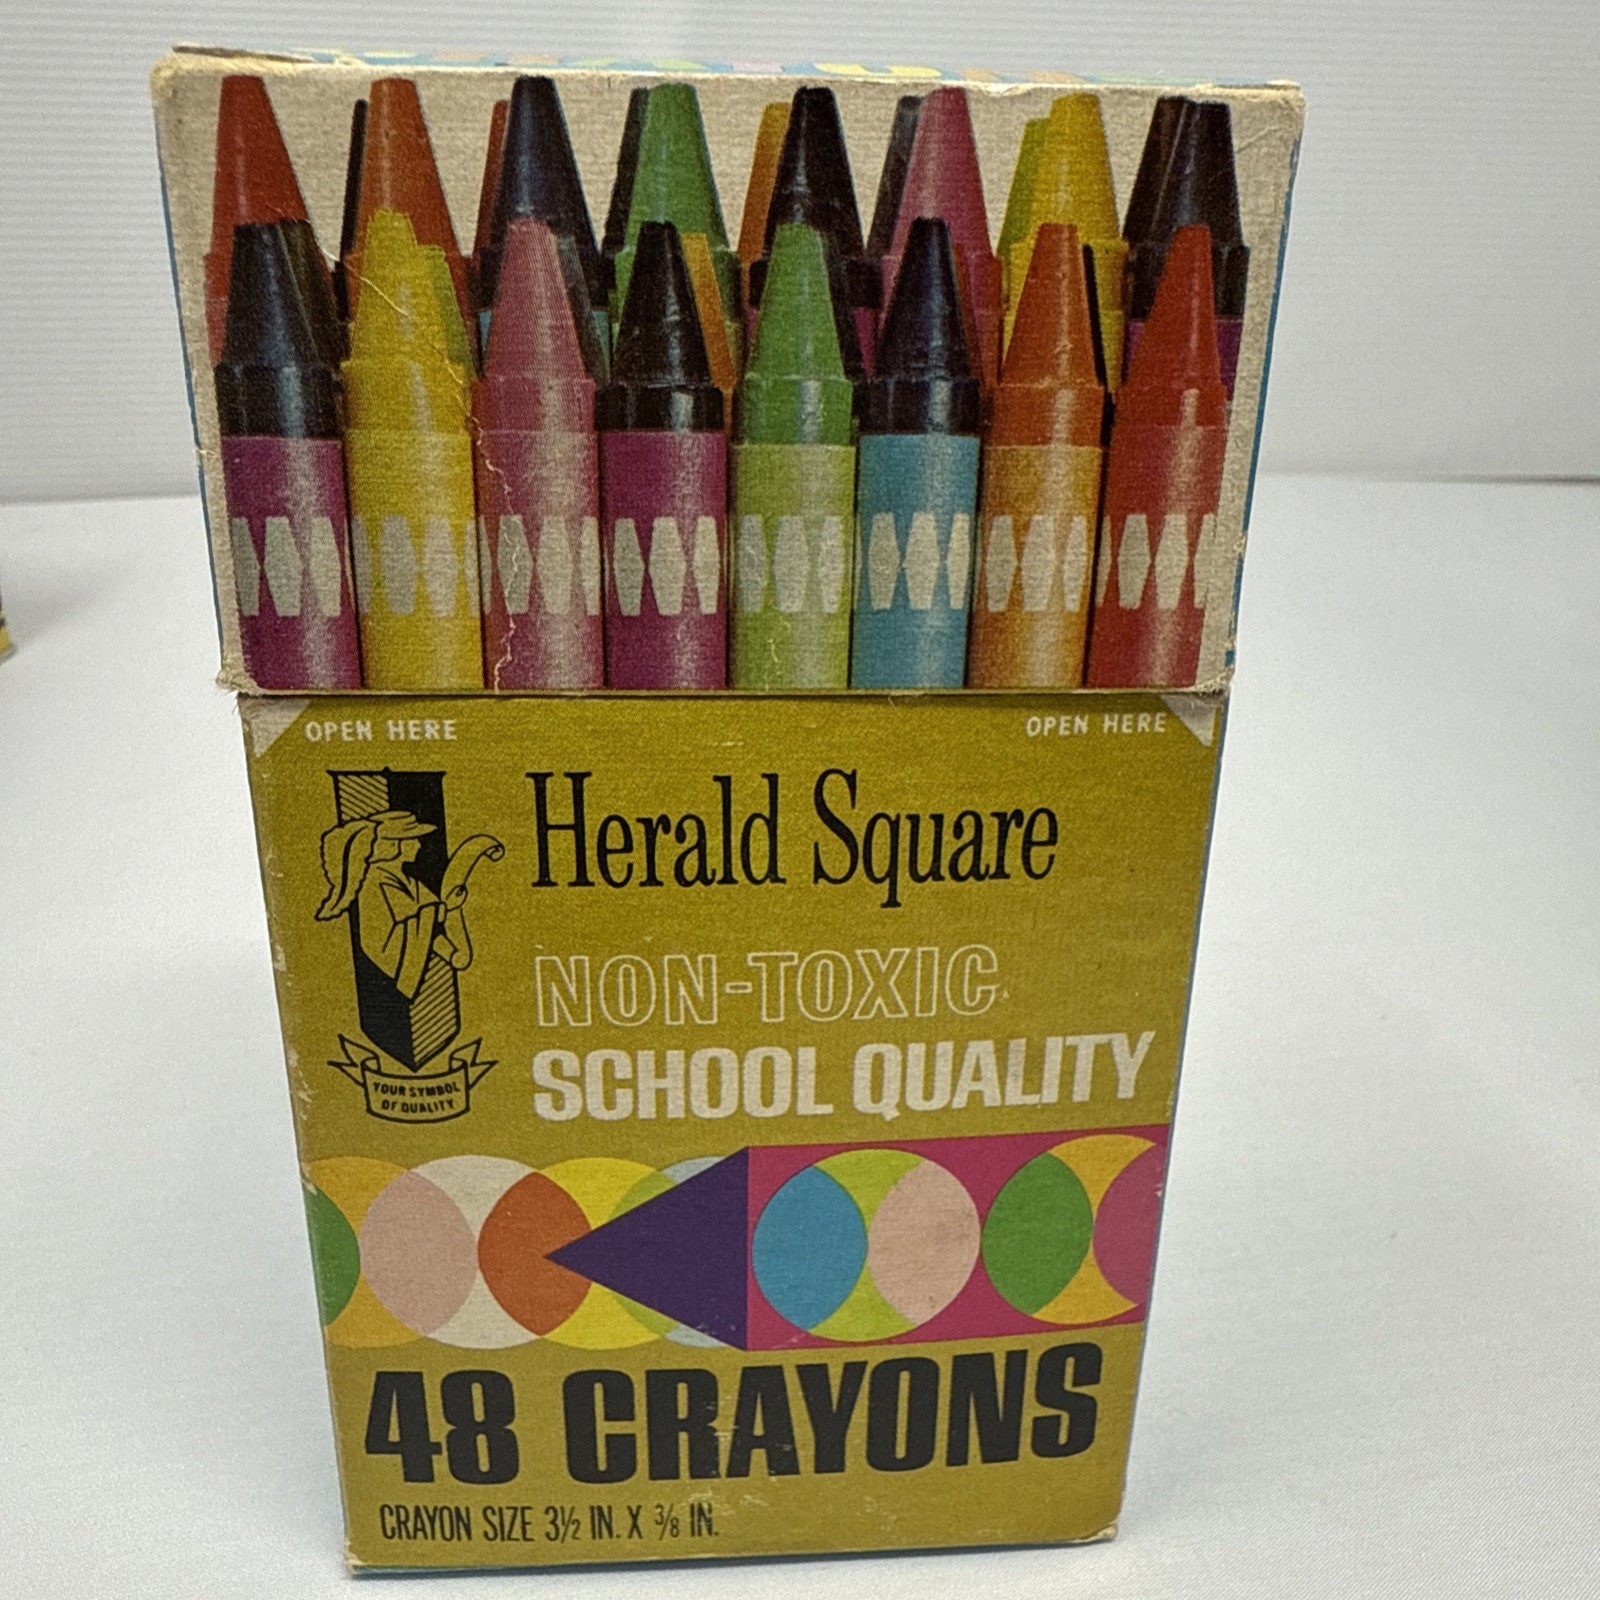 OPEN HERE OPEN HERE
Herald Square
NON-TOXIC
SCHOOL QUALITY
YOUR SYMBOL
OF QUALITY
48 CRAYONS
CRAYON SIZE 3½ IN. X ⅜ IN.